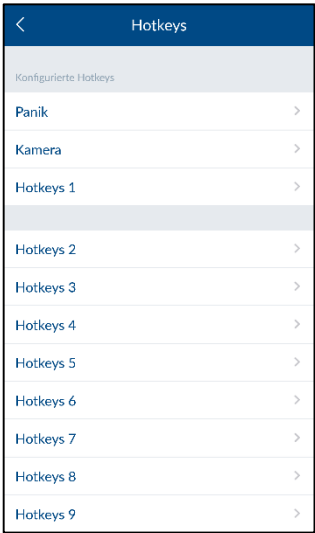 Hotkeys
Konfigurierte Hotkeys
Panik
Kamera
Hotkeys 1
Hotkeys 2
Hotkeys 3
Hotkeys 4
Hotkeys 5
Hotkeys 6
Hotkeys 7
Hotkeys 8
Hotkeys 9